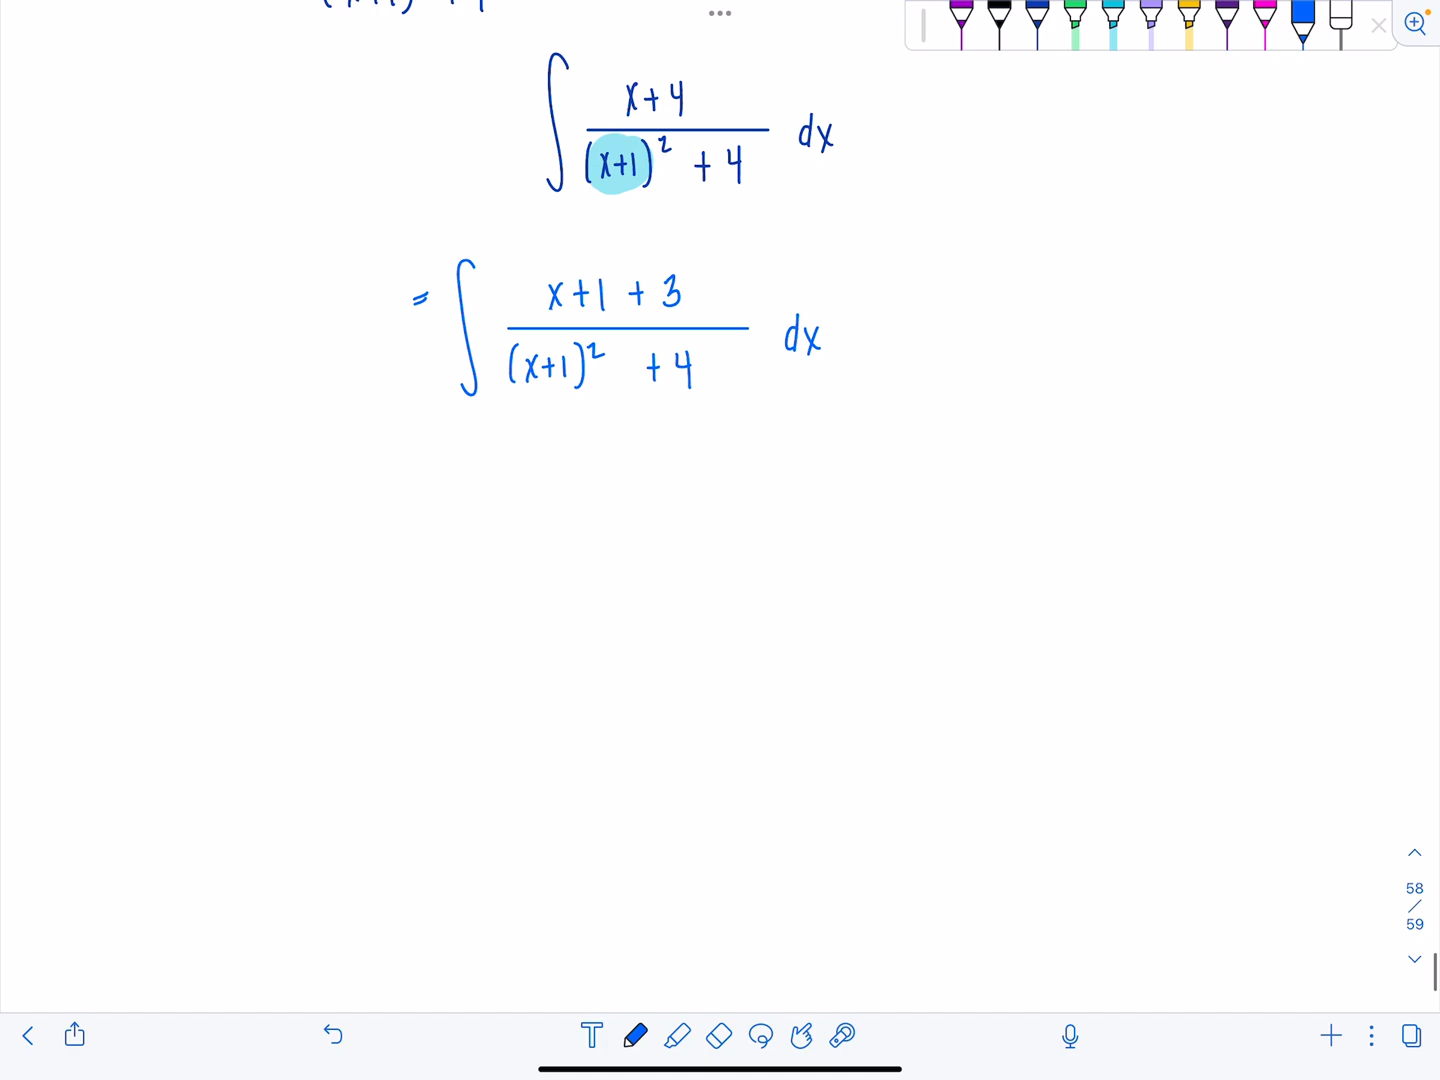 ∫ (x+4)/((x+1)² + 4) dx
= ∫ (x+1+3)/((x+1)² + 4) dx
58
/
59
T